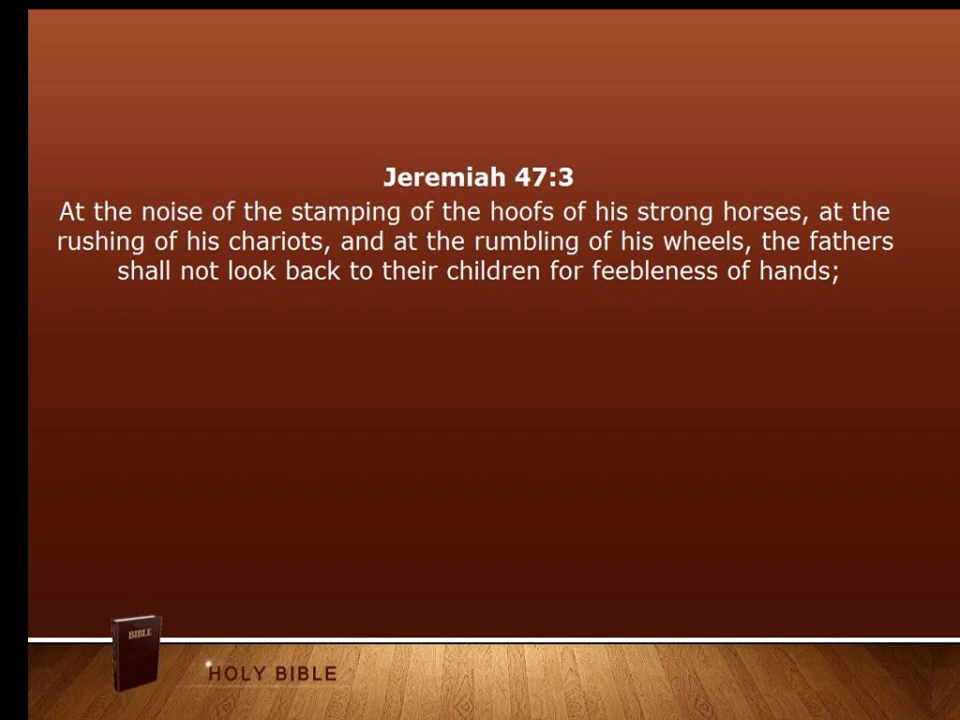 Jeremiah 47:3
At the noise of the stamping of the hoofs of his strong horses, at the
rushing of his chariots, and at the rumbling of his wheels, the fathers
shall not look back to their children for feebleness of hands;
BIBLE
HOLY BIBLE